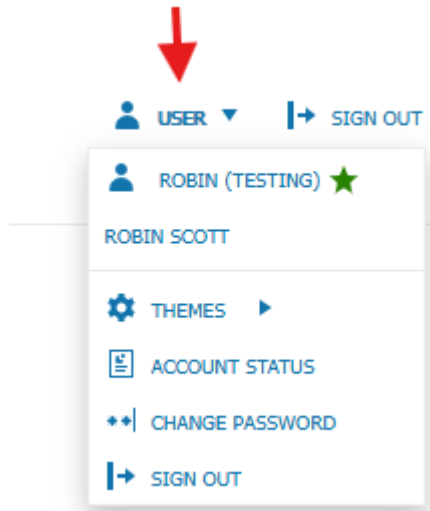 USER SIGN OUT
ROBIN (TESTING)
ROBIN SCOTT
THEMES
ACCOUNT STATUS
CHANGE PASSWORD
SIGN OUT